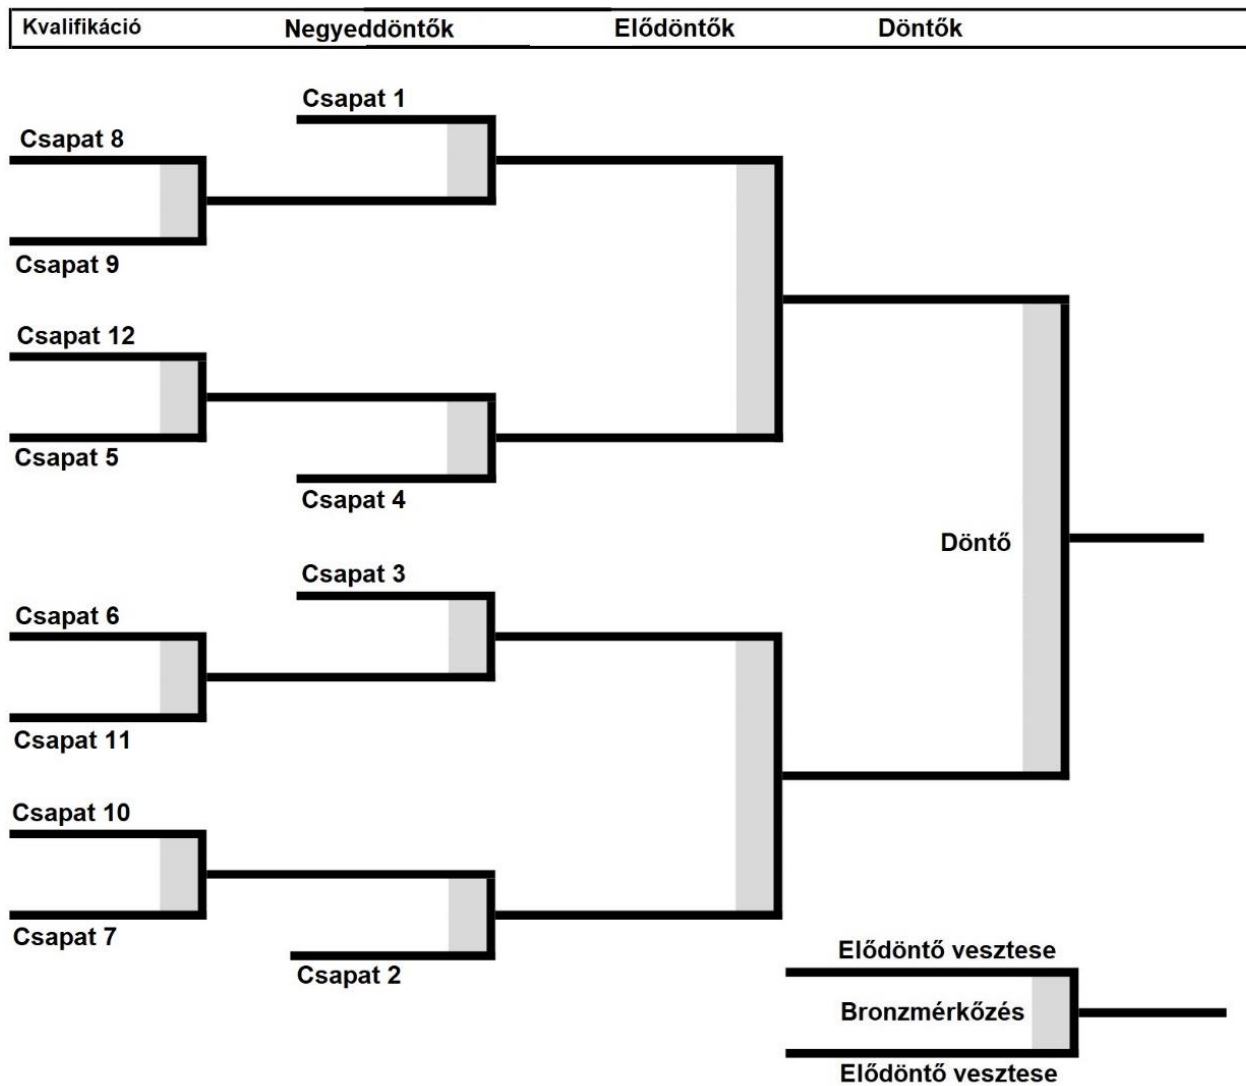 Kvalifikáció Negyeddöntők Elődöntők Döntők
Csapat 1
Csapat 8
Csapat 9
Csapat 12
Csapat 5
Csapat 4
Döntő
Csapat 3
Csapat 6
Csapat 11
Csapat 10
Csapat 7
Csapat 2
Elődöntő vesztese
Bronzmérkőzés
Elődöntő vesztese